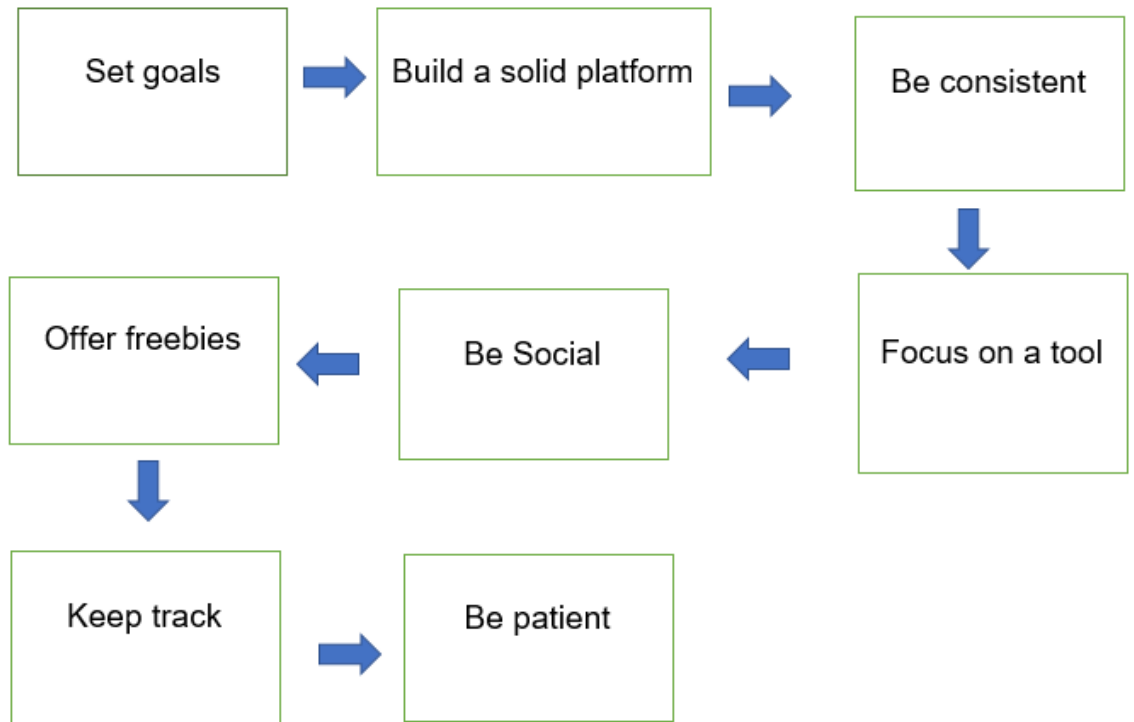 Set goals
Build a solid platform
Be consistent
Focus on a tool
Be Social
Offer freebies
Keep track
Be patient